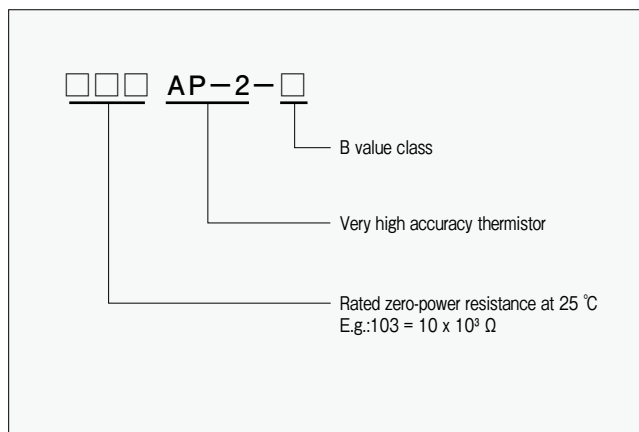 □□□ AP-2-□
B value class
Very high accuracy thermistor
Rated zero-power resistance at 25 ℃
E.g.:103 = 10 x 10³ Ω